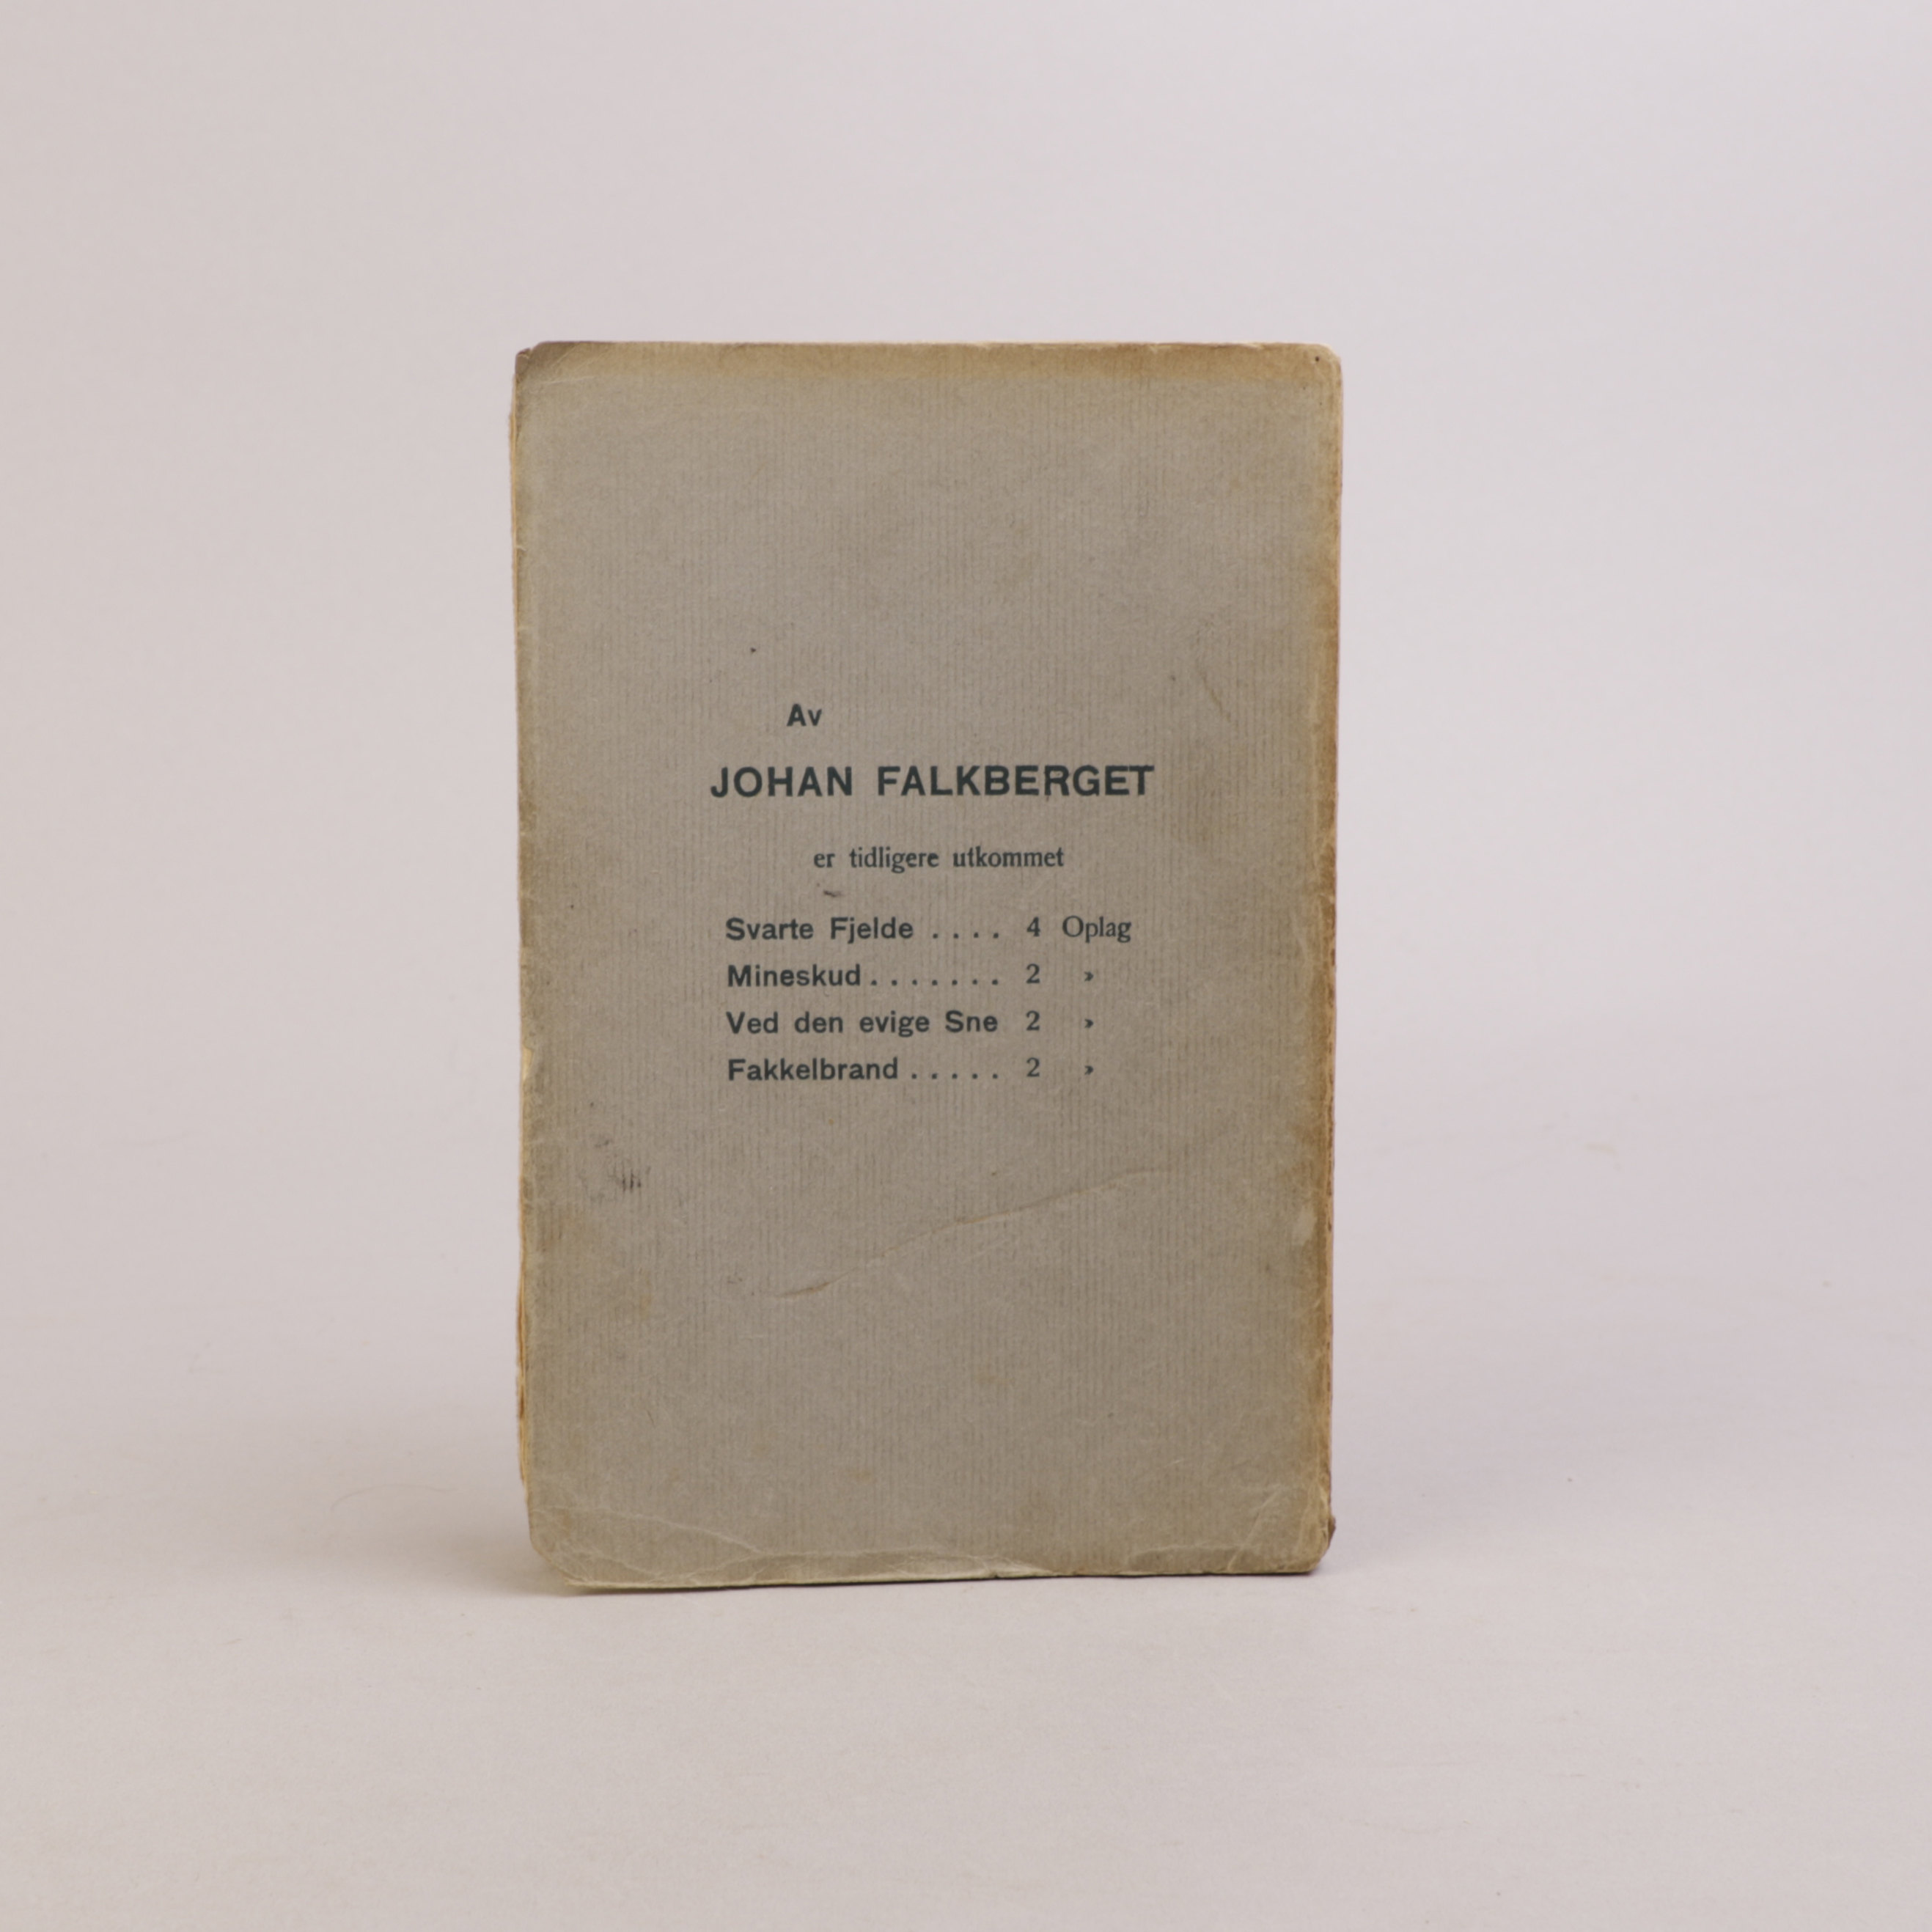 Av
JOHAN FALKBERGET
er tidligere utkommet
Svarte Fjelde .... 4 Oplag
Mineskud....... 2 »
Ved den evige Sne 2 »
Fakkelbrand ..... 2 »